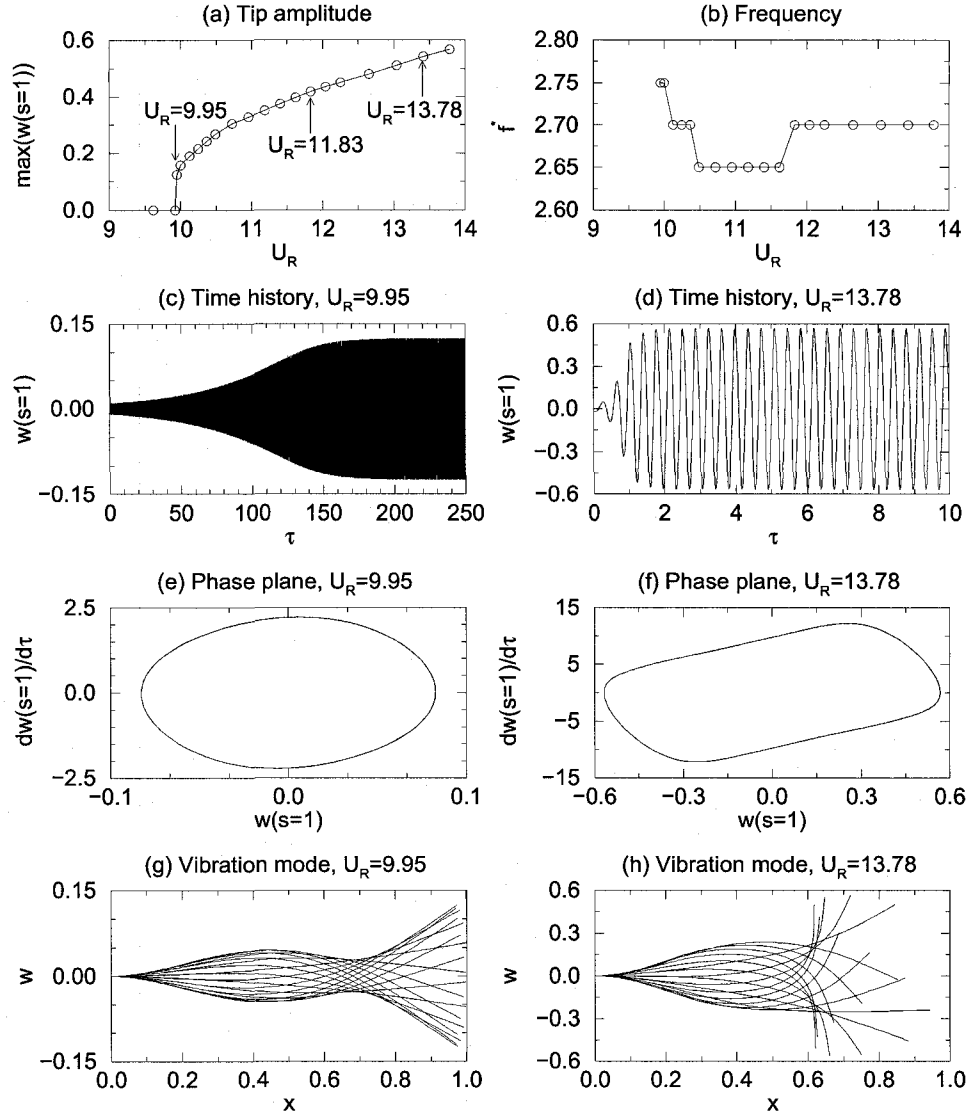 (a) Tip amplitude
max(w(s=1))
0.6
0.4
0.2
0.0
U_R=9.95
U_R=11.83
U_R=13.78
9 10 11 12 13 14
U_R
(b) Frequency
f*
2.80
2.75
2.70
2.65
2.60
9 10 11 12 13 14
U_R
(c) Time history, U_R=9.95
w(s=1)
0.15
0.00
−0.15
0 50 100 150 200 250
τ
(d) Time history, U_R=13.78
w(s=1)
0.6
0.3
0.0
−0.3
−0.6
0 2 4 6 8 10
τ
(e) Phase plane, U_R=9.95
dw(s=1)/dτ
2.5
0.0
−2.5
−0.1 0.0 0.1
w(s=1)
(f) Phase plane, U_R=13.78
dw(s=1)/dτ
15
5
−5
−15
−0.6 −0.3 0.0 0.3 0.6
w(s=1)
(g) Vibration mode, U_R=9.95
w
0.15
0.00
−0.15
0.0 0.2 0.4 0.6 0.8 1.0
x
(h) Vibration mode, U_R=13.78
w
0.6
0.3
0.0
−0.3
−0.6
0.0 0.2 0.4 0.6 0.8 1.0
x